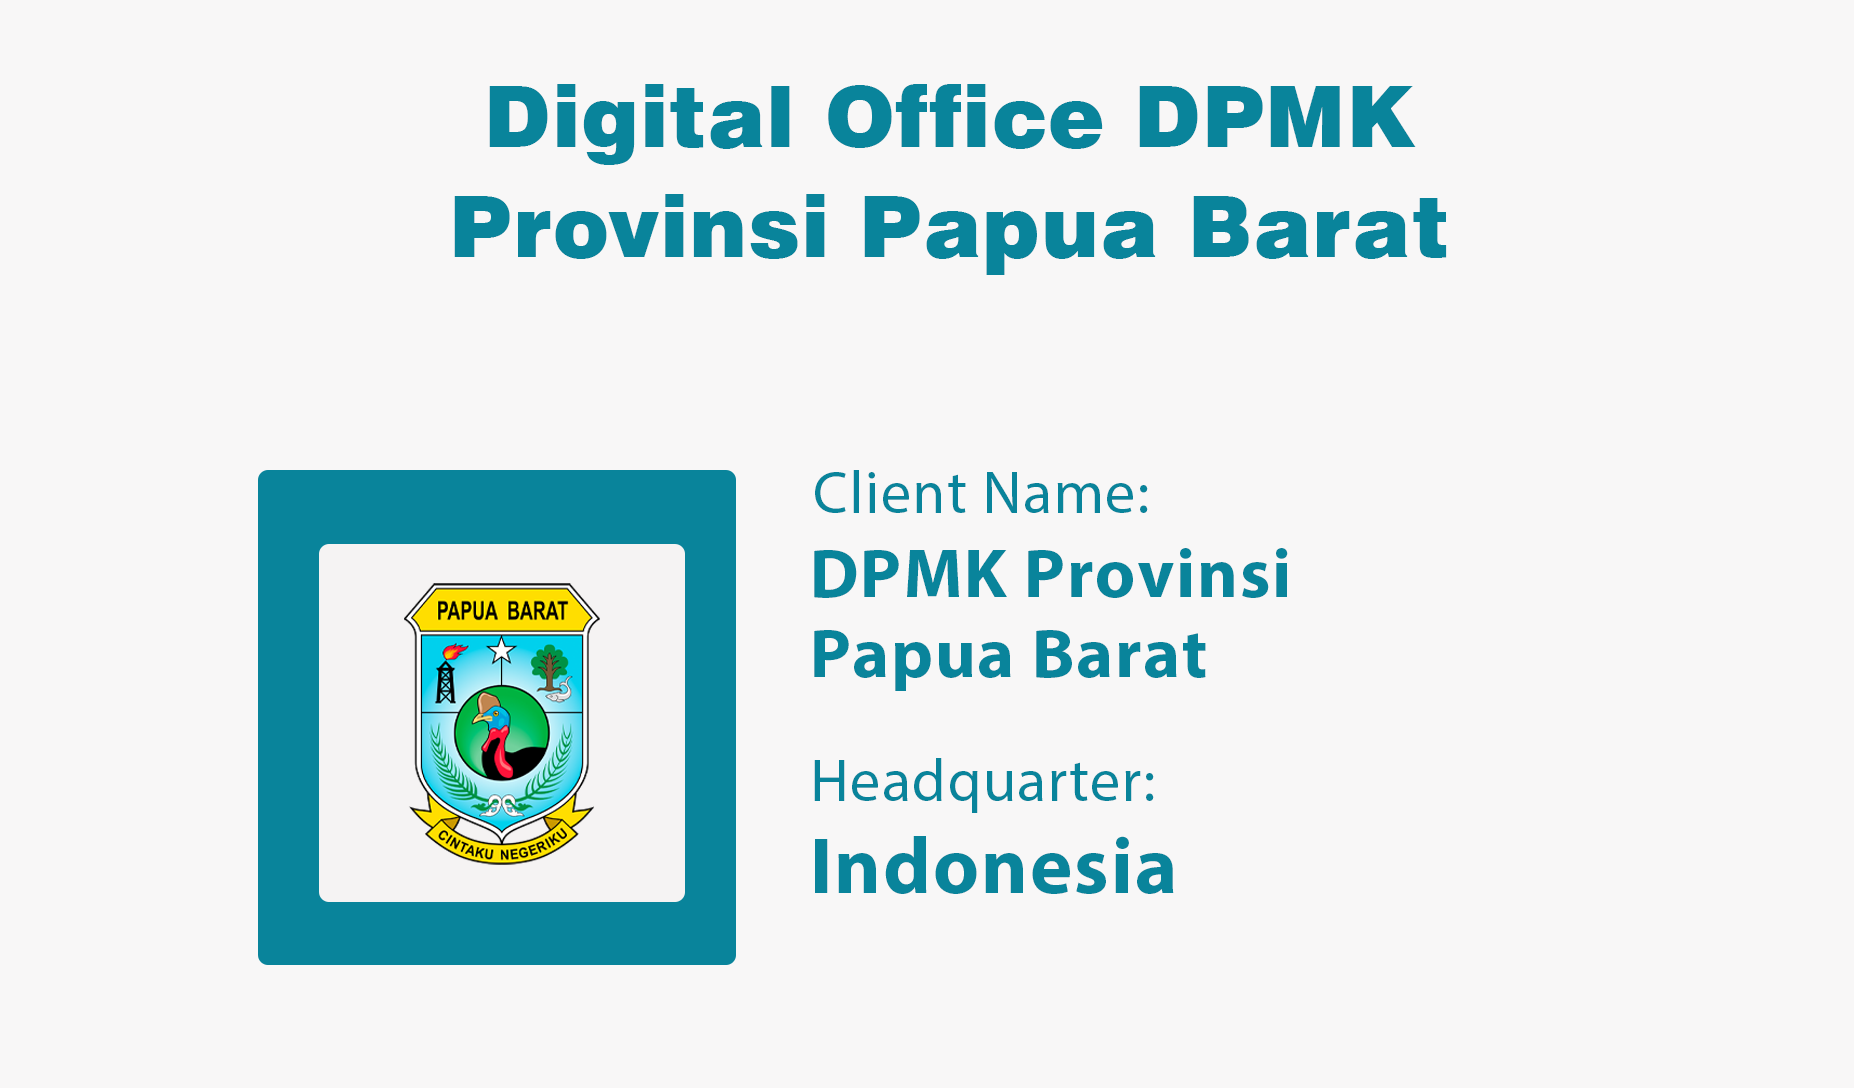 Digital Office DPMK
Provinsi Papua Barat
PAPUA BARAT
CINTAKU NEGERIKU
Client Name:
DPMK Provinsi
Papua Barat
Headquarter:
Indonesia